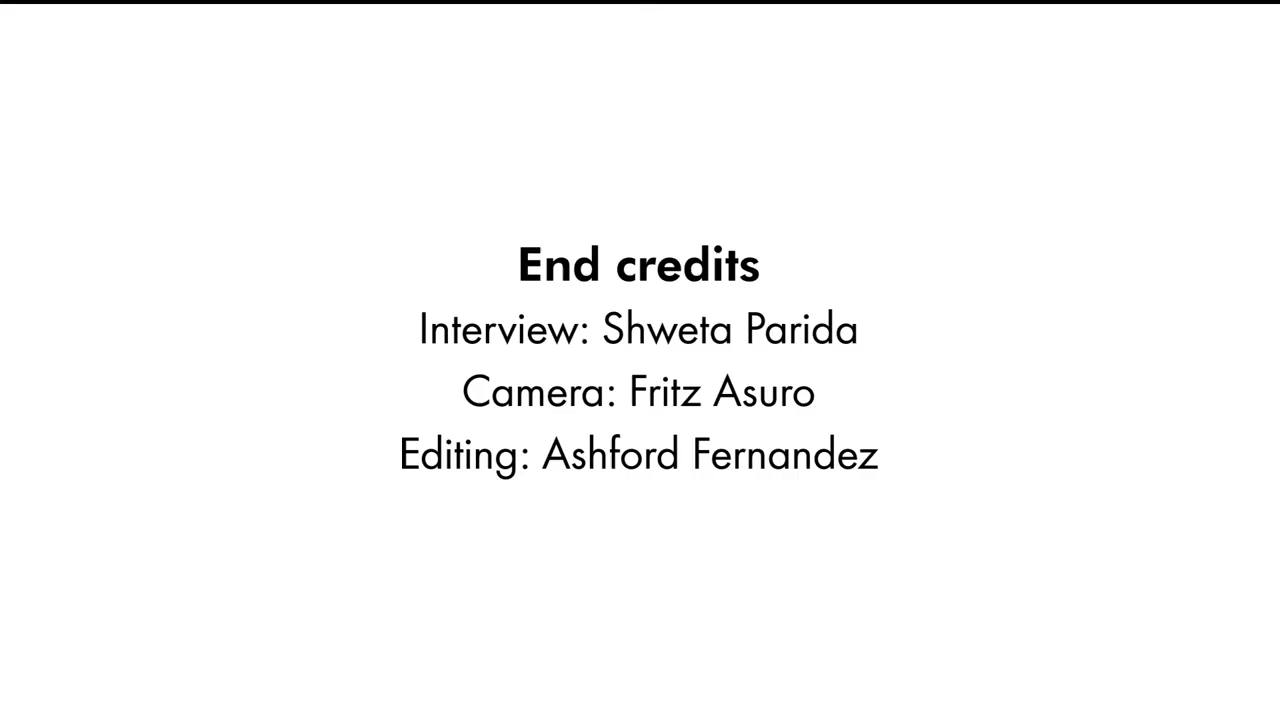 End credits
Interview: Shweta Parida
Camera: Fritz Asuro
Editing: Ashford Fernandez